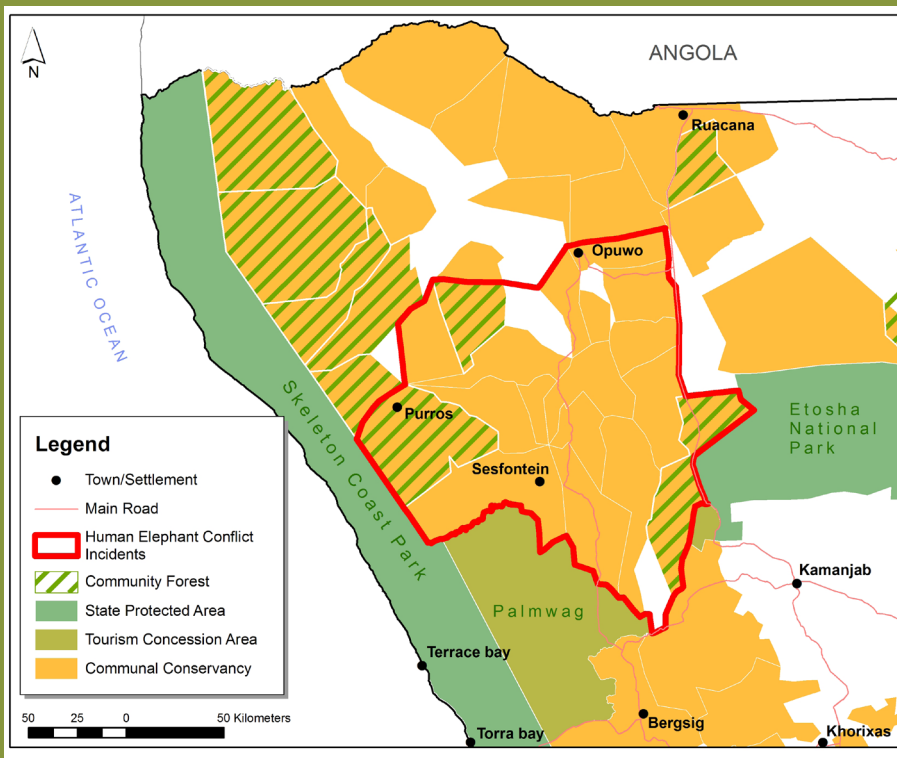 ANGOLA
N
Ruacana
ATLANTIC OCEAN
Opuwo
Skeleton Coast Park
Purros
Etosha
National
Park
Sesfontein
Legend
Town/Settlement
Main Road
Human Elephant Conflict
Incidents
Community Forest
State Protected Area
Tourism Concession Area
Communal Conservancy
Kamanjab
Palmwag
Terrace bay
50 25 0 50 Kilometers
Bergsig
Torra bay
Khorixas